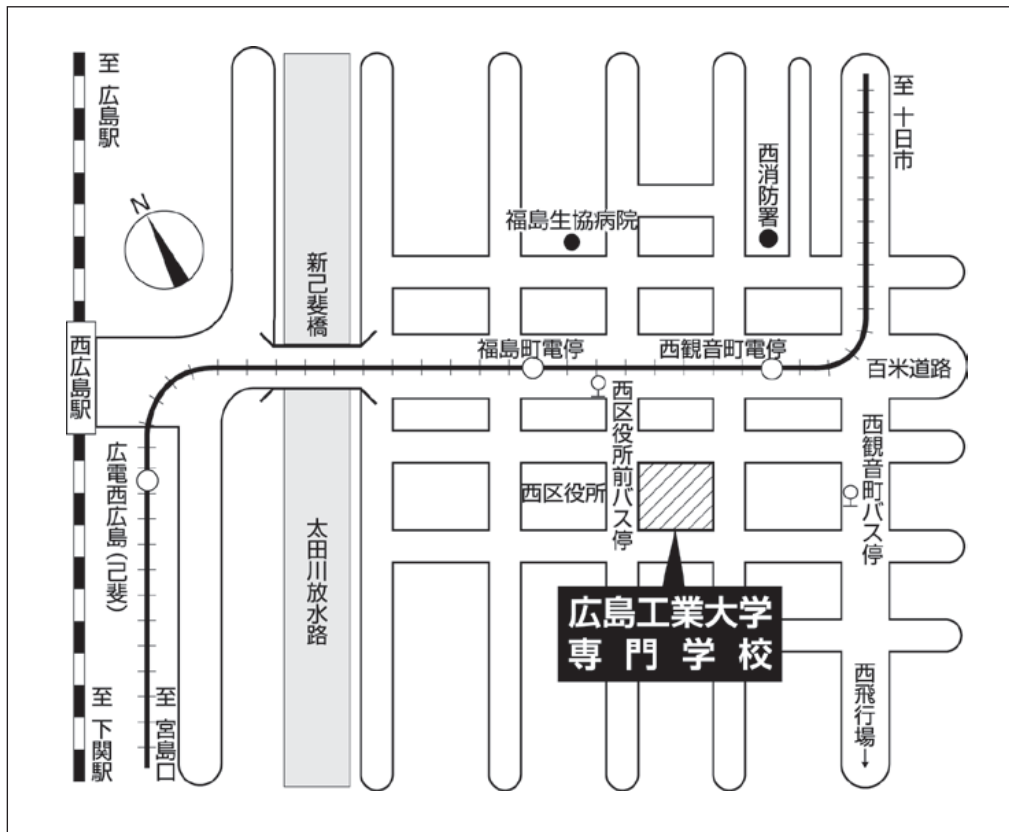 至 広島駅
N
西広島駅
広電西広島（己斐）
至 下関駅
至 宮島口
新己斐橋
太田川放水路
福島生協病院
西消防署
至 十日市
福島町電停
西観音町電停
百米道路
西区役所前バス停
西区役所
西観音町バス停
広島工業大学
専門学校
西飛行場